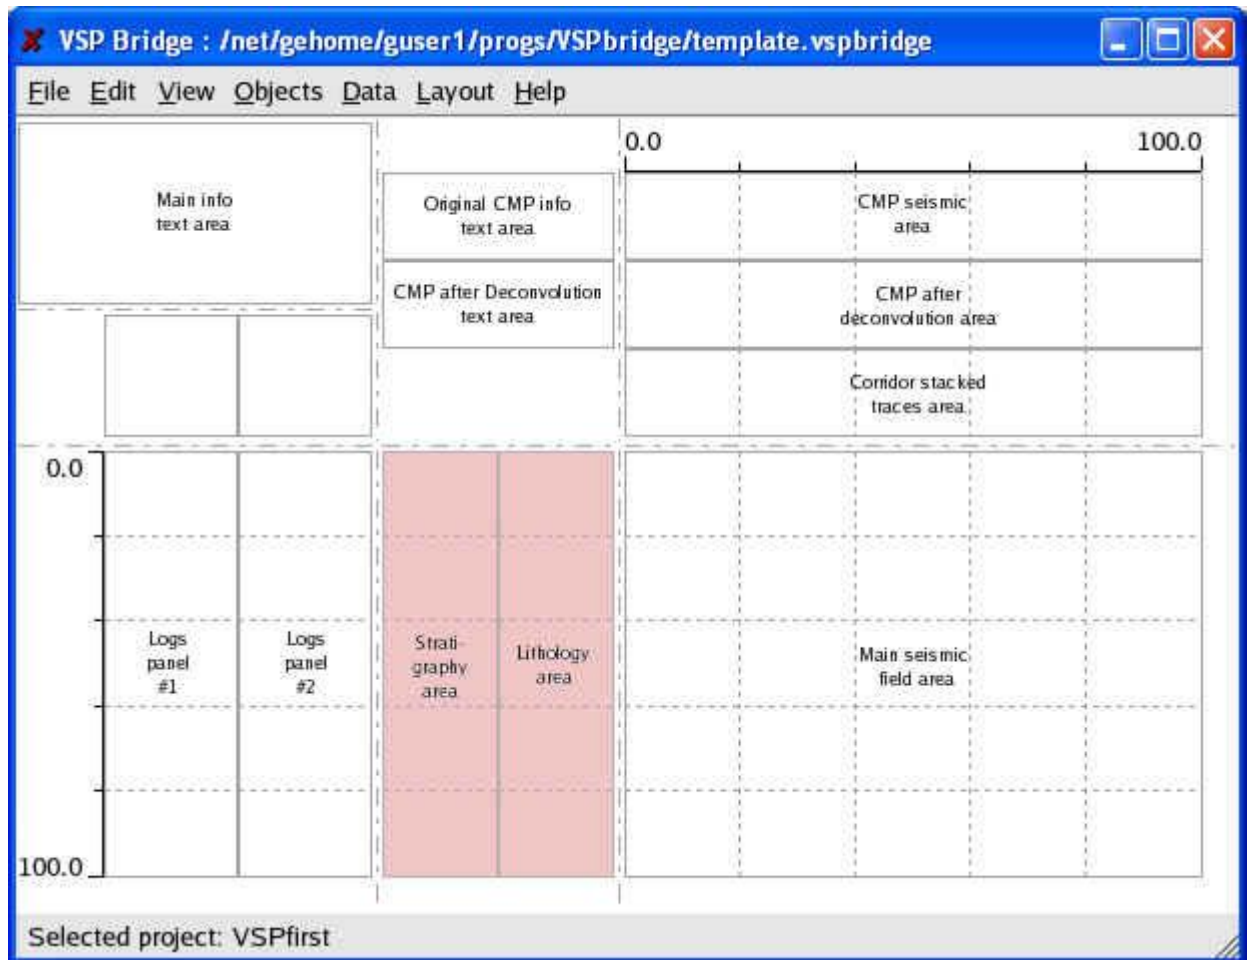 VSP Bridge : /net/gehome/guser1/progs/VSPbridge/template.vspbridge
File Edit View Objects Data Layout Help
0.0 100.0
Main info
text area
Original CMP info
text area
CMP seismic
area
CMP after Deconvolution
text area
CMP after
deconvolution area
Corridor stacked
traces area
0.0
Logs
panel
#1
Logs
panel
#2
Strati-
graphy
area
Lithology
area
Main seismic
field area
100.0
Selected project: VSPfirst